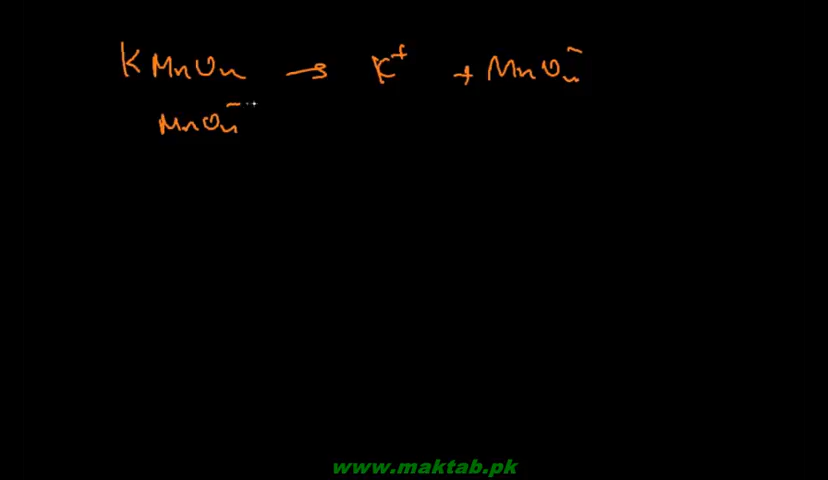 KMnO₄ → K⁺ + MnO₄⁻
MnO₄⁻
www.maktab.pk